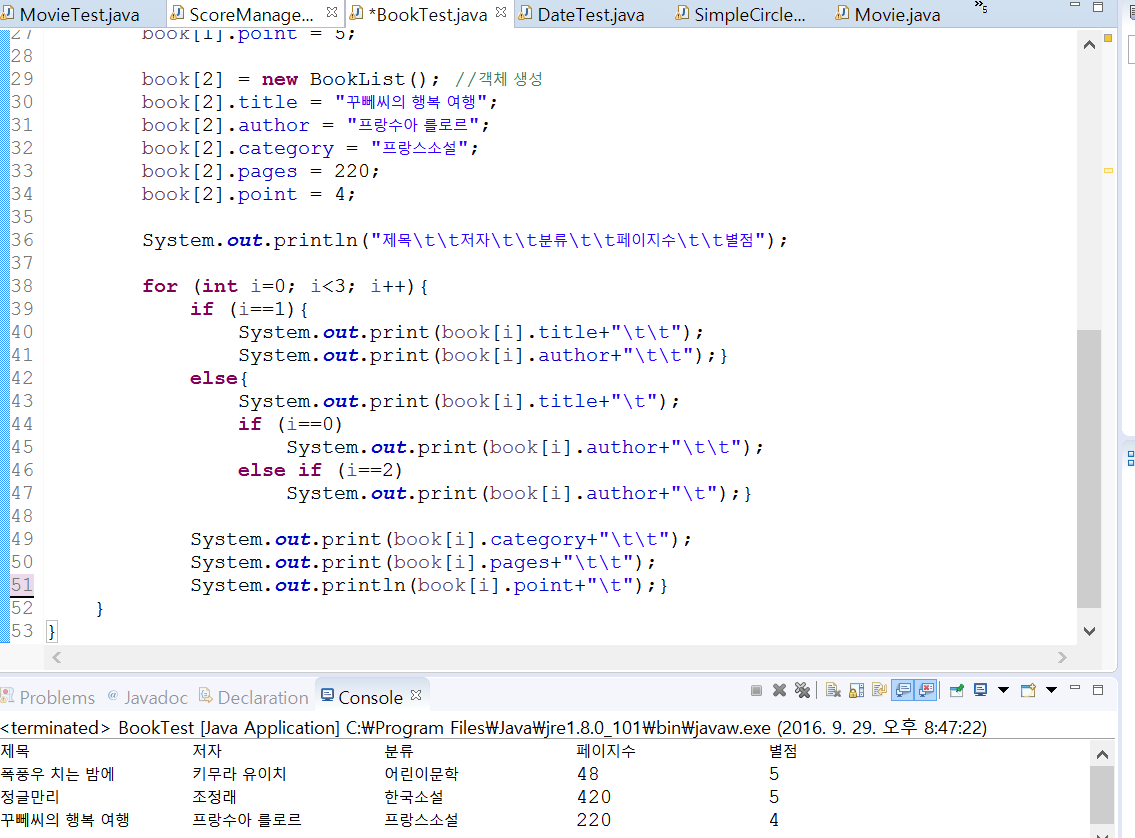 MovieTest.java ScoreManage... *BookTest.java DateTest.java SimpleCircle... Movie.java »5
27 book[1].point = 5;
28
29 book[2] = new BookList(); //객체 생성
30 book[2].title = "꾸뻬씨의 행복 여행";
31 book[2].author = "프랑수아 를로르";
32 book[2].category = "프랑스소설";
33 book[2].pages = 220;
34 book[2].point = 4;
35
36 System.out.println("제목\t\t저자\t\t분류\t\t페이지수\t\t별점");
37
38 for (int i=0; i<3; i++){
39 if (i==1){
40 System.out.print(book[i].title+"\t\t");
41 System.out.print(book[i].author+"\t\t");}
42 else{
43 System.out.print(book[i].title+"\t");
44 if (i==0)
45 System.out.print(book[i].author+"\t\t");
46 else if (i==2)
47 System.out.print(book[i].author+"\t");}
48
49 System.out.print(book[i].category+"\t\t");
50 System.out.print(book[i].pages+"\t\t");
51 System.out.println(book[i].point+"\t");}
52 }
53 }
Problems @ Javadoc Declaration Console
<terminated> BookTest [Java Application] C:₩Program Files₩Java₩jre1.8.0_101₩bin₩javaw.exe (2016. 9. 29. 오후 8:47:22)
제목 저자 분류 페이지수 별점
폭풍우 치는 밤에 키무라 유이치 어린이문학 48 5
정글만리 조정래 한국소설 420 5
꾸뻬씨의 행복 여행 프랑수아 를로르 프랑스소설 220 4